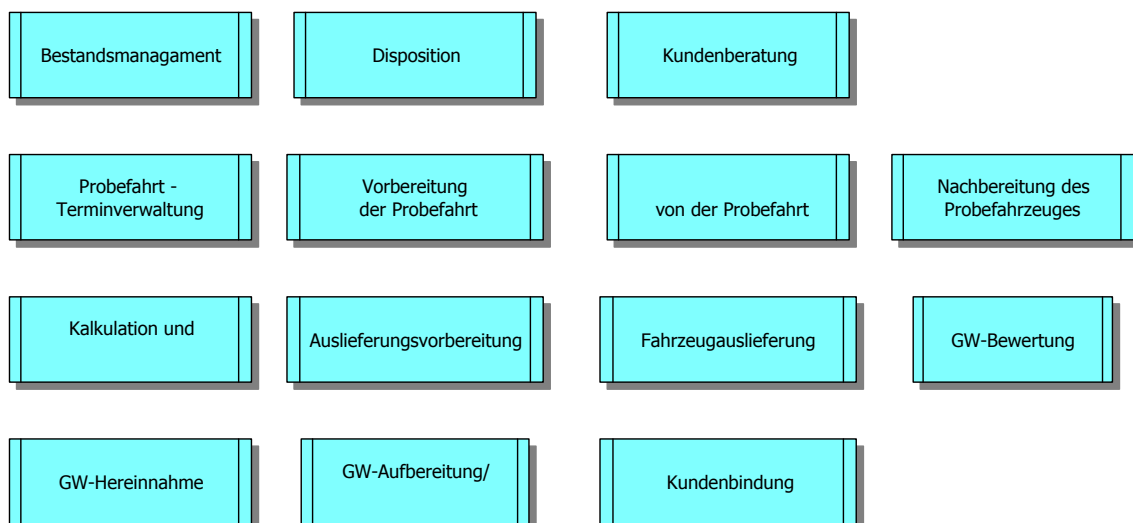 Bestandsmanagament
Disposition
Kundenberatung
Probefahrt -
Terminverwaltung
Vorbereitung
der Probefahrt
von der Probefahrt
Nachbereitung des
Probefahrzeuges
Kalkulation und
Auslieferungsvorbereitung
Fahrzeugauslieferung
GW-Bewertung
GW-Hereinnahme
GW-Aufbereitung/
Kundenbindung